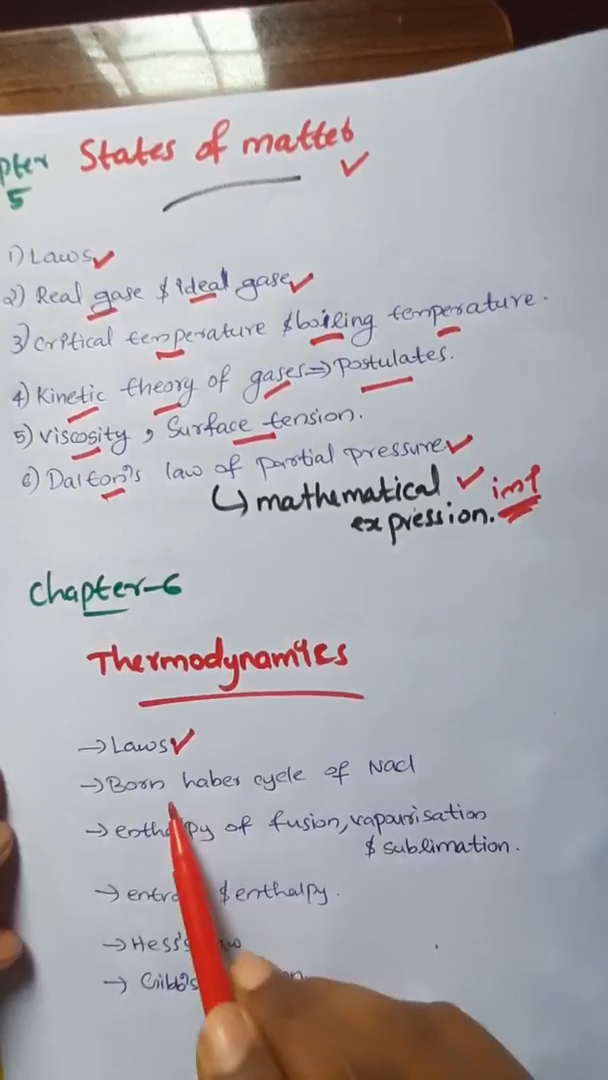 pter States of matter
5
1) Laws
2) Real gase & ideal gase
3) Critical temperature & boiling temperature.
4) Kinetic theory of gases => Postulates.
5) Viscosity, Surface tension.
6) Dalton's law of partial pressure
↳ mathematical imp
expression.
Chapter-6
Thermodynamics
→ Laws
→ Born haber cycle of Nacl
→ enthalpy of fusion, vapourisation
& sublimation.
→ & enthalpy.
→ Hess's
→ Gibb's